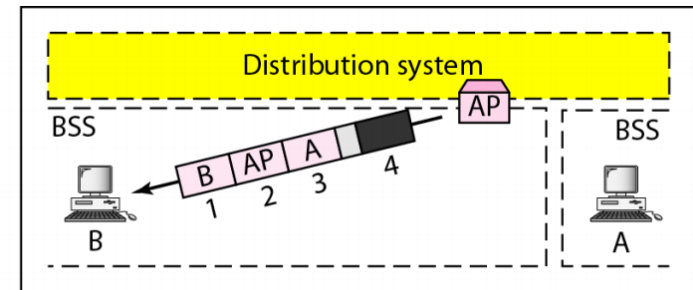 Distribution system
AP
BSS
BSS
B AP A
1 2 3 4
B
A